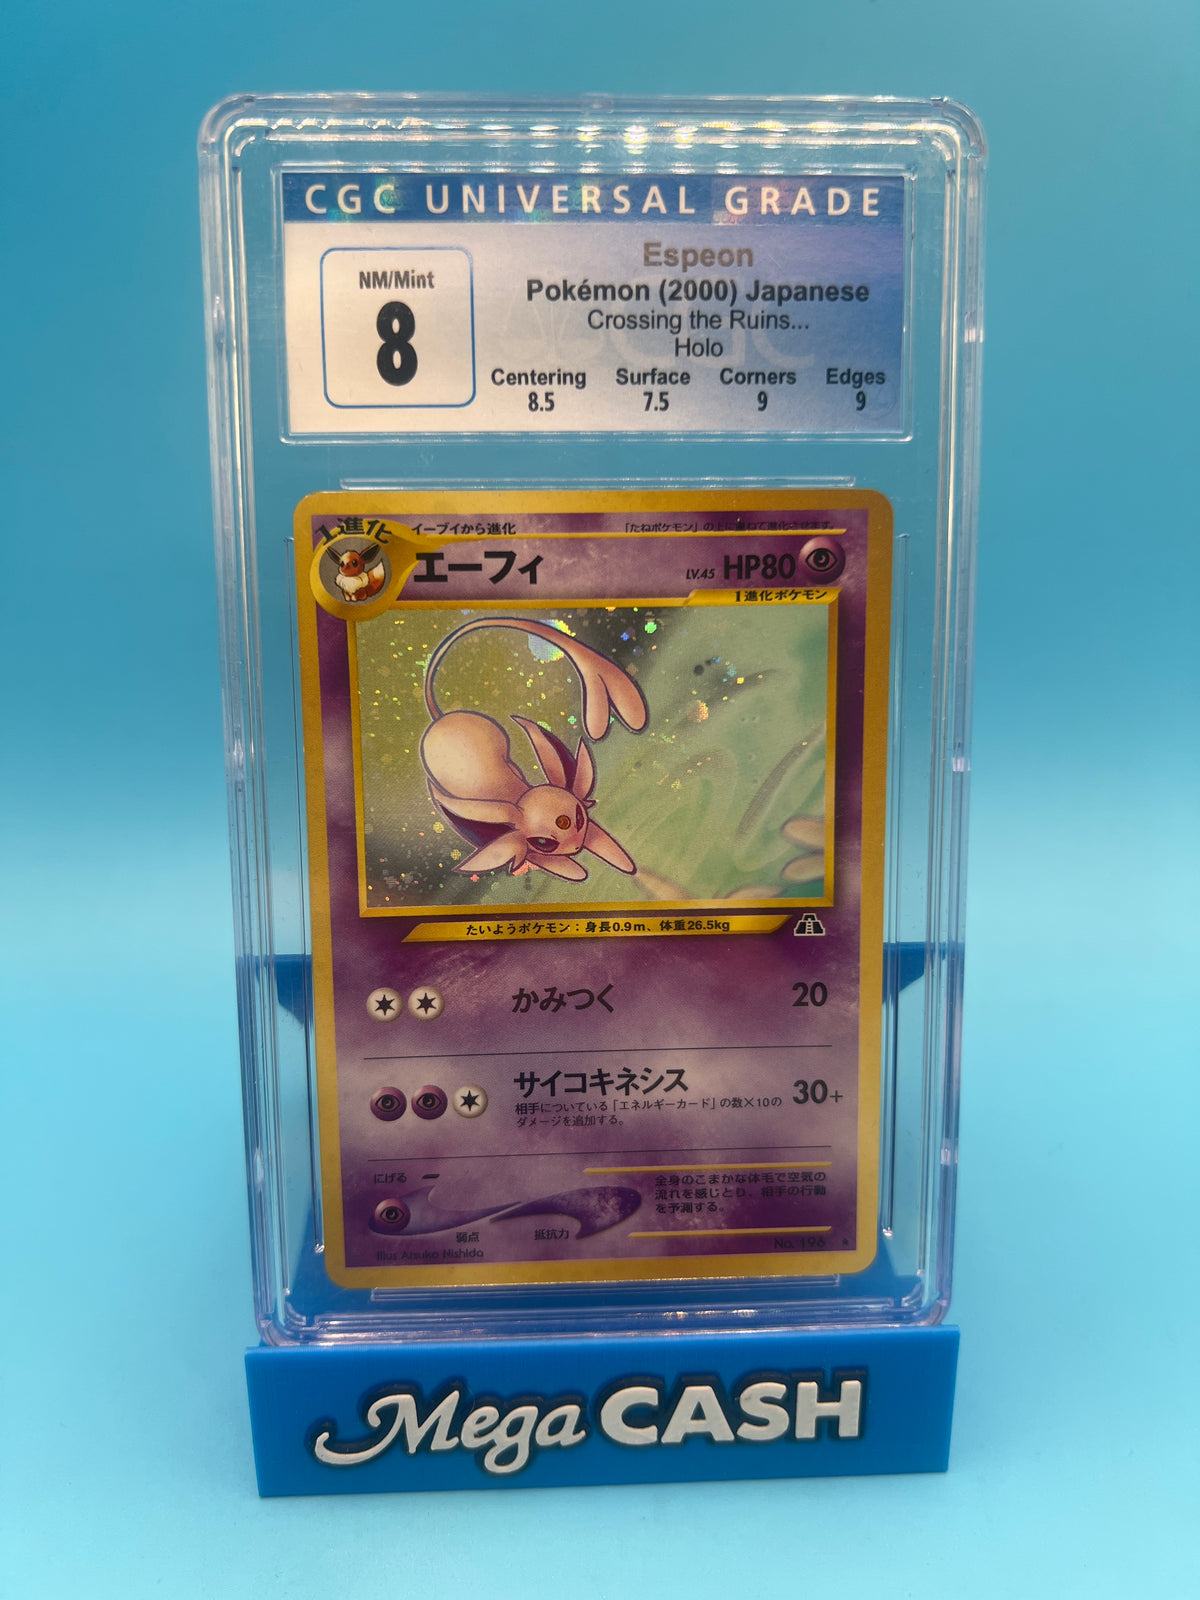 CGC UNIVERSAL GRADE
NM/Mint
8
Espeon
Pokémon (2000) Japanese
Crossing the Ruins...
Holo
Centering Surface Corners Edges
8.5 7.5 9 9
1進化
イーブイから進化
「たねポケモン」の上に重ねて進化させます。
エーフィ
LV.45 HP80
1進化ポケモン
たいようポケモン：身長0.9m、体重26.5kg
かみつく 20
サイコキネシス 30+
相手についている「エネルギーカード」の数×10の
ダメージを追加する。
にげる
全身のこまかな体毛で空気の
流れを感じとり、相手の行動
を予測する。
弱点 抵抗力
Illus Atsuko Nishida
No. 196 ★
Mega CASH